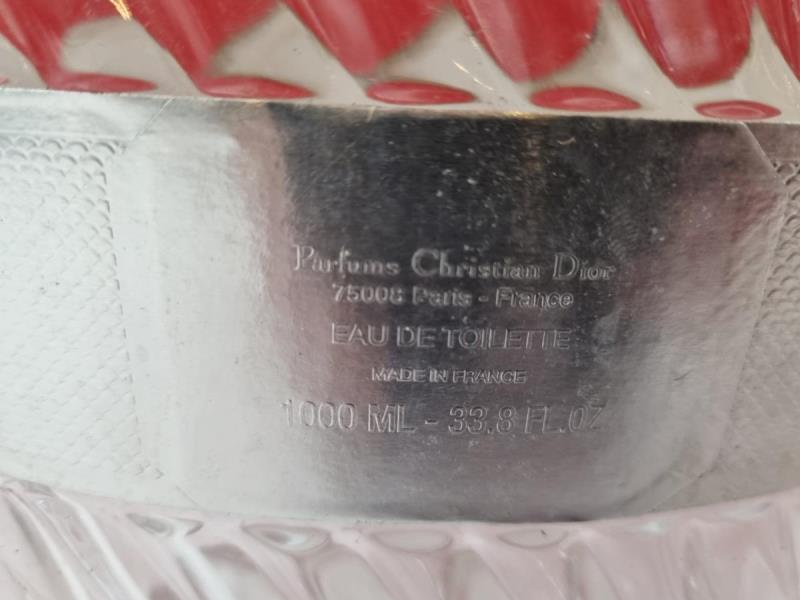 Parfums Christian Dior
75008 Paris - France
EAU DE TOILETTE
MADE IN FRANCE
1000 ML - 33.8 FL.OZ